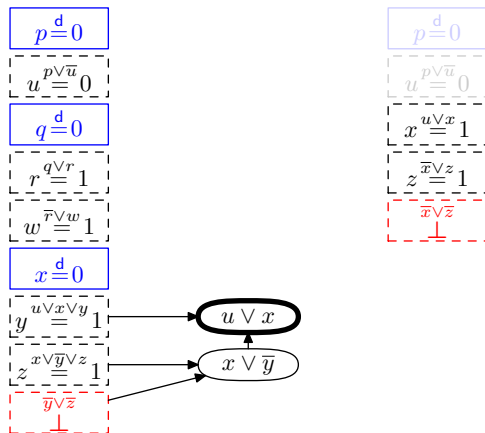 p =ᵈ 0
u =^{p∨u̅} 0
q =ᵈ 0
r =^{q∨r} 1
w =^{r̅∨w} 1
x =ᵈ 0
y =^{u∨x∨y} 1
z =^{x∨y̅∨z} 1
y̅∨z̅
⊥
u ∨ x
x ∨ y̅
p =ᵈ 0
u =^{p∨u̅} 0
x =^{u∨x} 1
z =^{x̅∨z} 1
x̅∨z̅
⊥